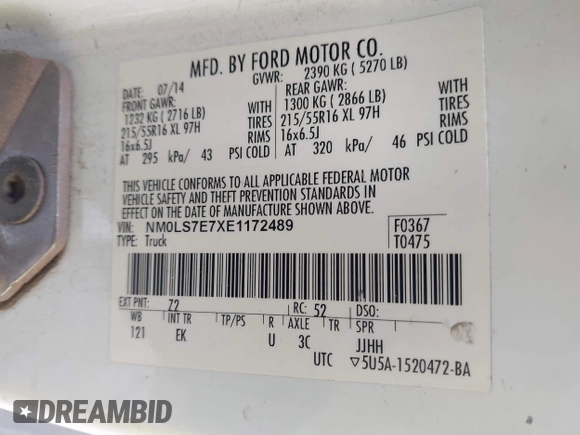 MFD. BY FORD MOTOR CO.
DATE: 07/14
GVWR: 2390 KG ( 5270 LB)
FRONT GAWR:
1232 KG ( 2716 LB)
215/55R16 XL 97H
16x6.5J
AT 295 kPa/ 43 PSI COLD
WITH
TIRES
RIMS
REAR GAWR:
1300 KG ( 2866 LB)
215/55R16 XL 97H
16x6.5J
AT 320 kPa/ 46 PSI COLD
WITH
TIRES
RIMS
THIS VEHICLE CONFORMS TO ALL APPLICABLE FEDERAL MOTOR
VEHICLE SAFETY AND THEFT PREVENTION STANDARDS IN
EFFECT ON THE DATE OF MANUFACTURE SHOWN ABOVE.
VIN: NM0LS7E7XE1172489
TYPE: Truck
F0367
T0475
EXT PNT: Z2 RC: 52 DSO:
WB INT TR TP/PS R AXLE TR SPR
121 EK U 3C JJHH
UTC 5U5A-1520472-BA
DREAMBID